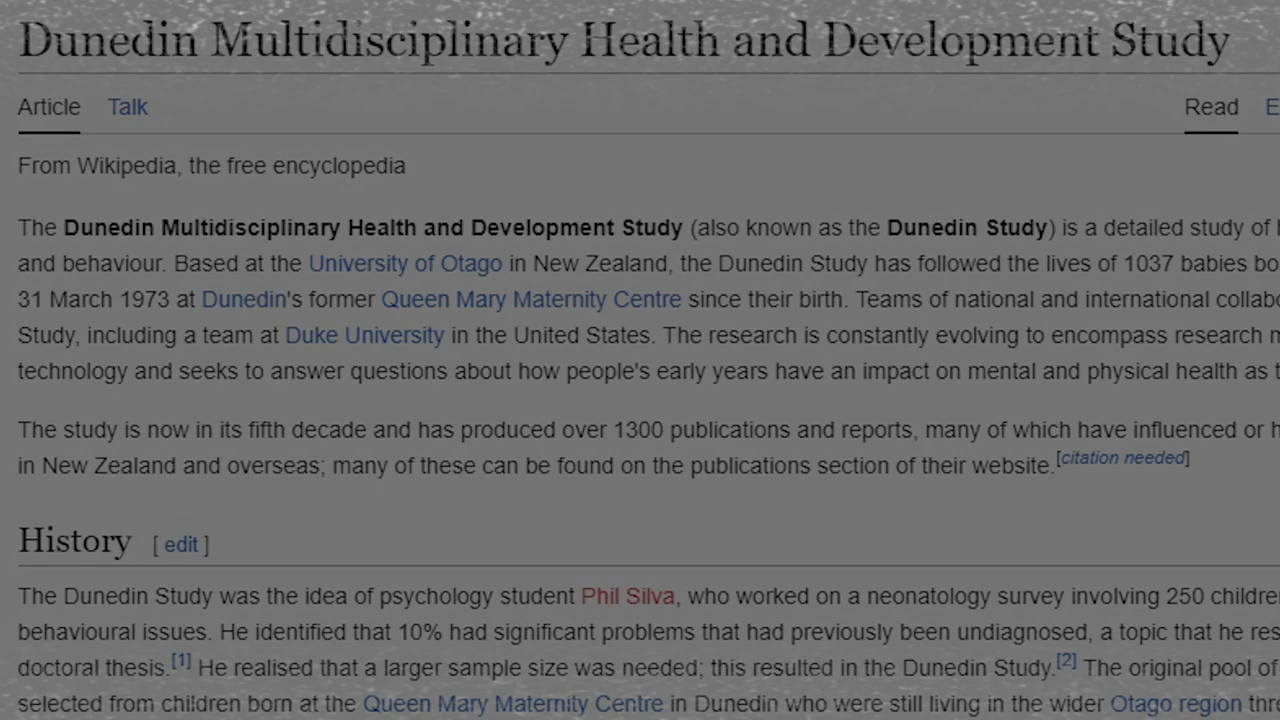 Dunedin Multidisciplinary Health and Development Study
Article Talk Read E
From Wikipedia, the free encyclopedia
The Dunedin Multidisciplinary Health and Development Study (also known as the Dunedin Study) is a detailed study of
and behaviour. Based at the University of Otago in New Zealand, the Dunedin Study has followed the lives of 1037 babies bo
31 March 1973 at Dunedin's former Queen Mary Maternity Centre since their birth. Teams of national and international collabo
Study, including a team at Duke University in the United States. The research is constantly evolving to encompass research
technology and seeks to answer questions about how people's early years have an impact on mental and physical health as
The study is now in its fifth decade and has produced over 1300 publications and reports, many of which have influenced or
in New Zealand and overseas; many of these can be found on the publications section of their website.[citation needed]
History [ edit ]
The Dunedin Study was the idea of psychology student Phil Silva, who worked on a neonatology survey involving 250 childre
behavioural issues. He identified that 10% had significant problems that had previously been undiagnosed, a topic that he res
doctoral thesis.[1] He realised that a larger sample size was needed; this resulted in the Dunedin Study.[2] The original pool of
selected from children born at the Queen Mary Maternity Centre in Dunedin who were still living in the wider Otago region thr